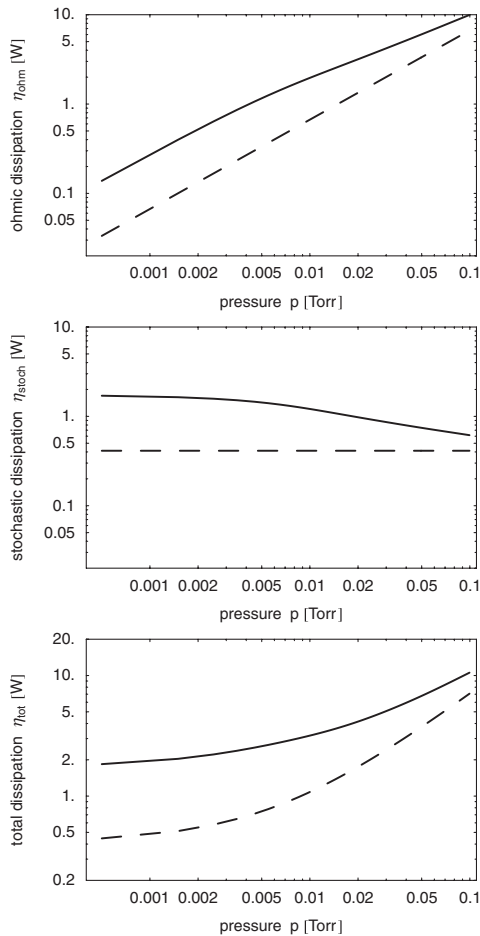 10.
5.
1.
0.5
0.1
0.05
ohmic dissipation η_ohm [W]
0.001 0.002 0.005 0.01 0.02 0.05 0.1
pressure p [Torr]
10.
5.
1.
0.5
0.1
0.05
stochastic dissipation η_stoch [W]
0.001 0.002 0.005 0.01 0.02 0.05 0.1
pressure p [Torr]
20.
10.
5.
2.
1.
0.5
0.2
total dissipation η_tot [W]
0.001 0.002 0.005 0.01 0.02 0.05 0.1
pressure p [Torr]